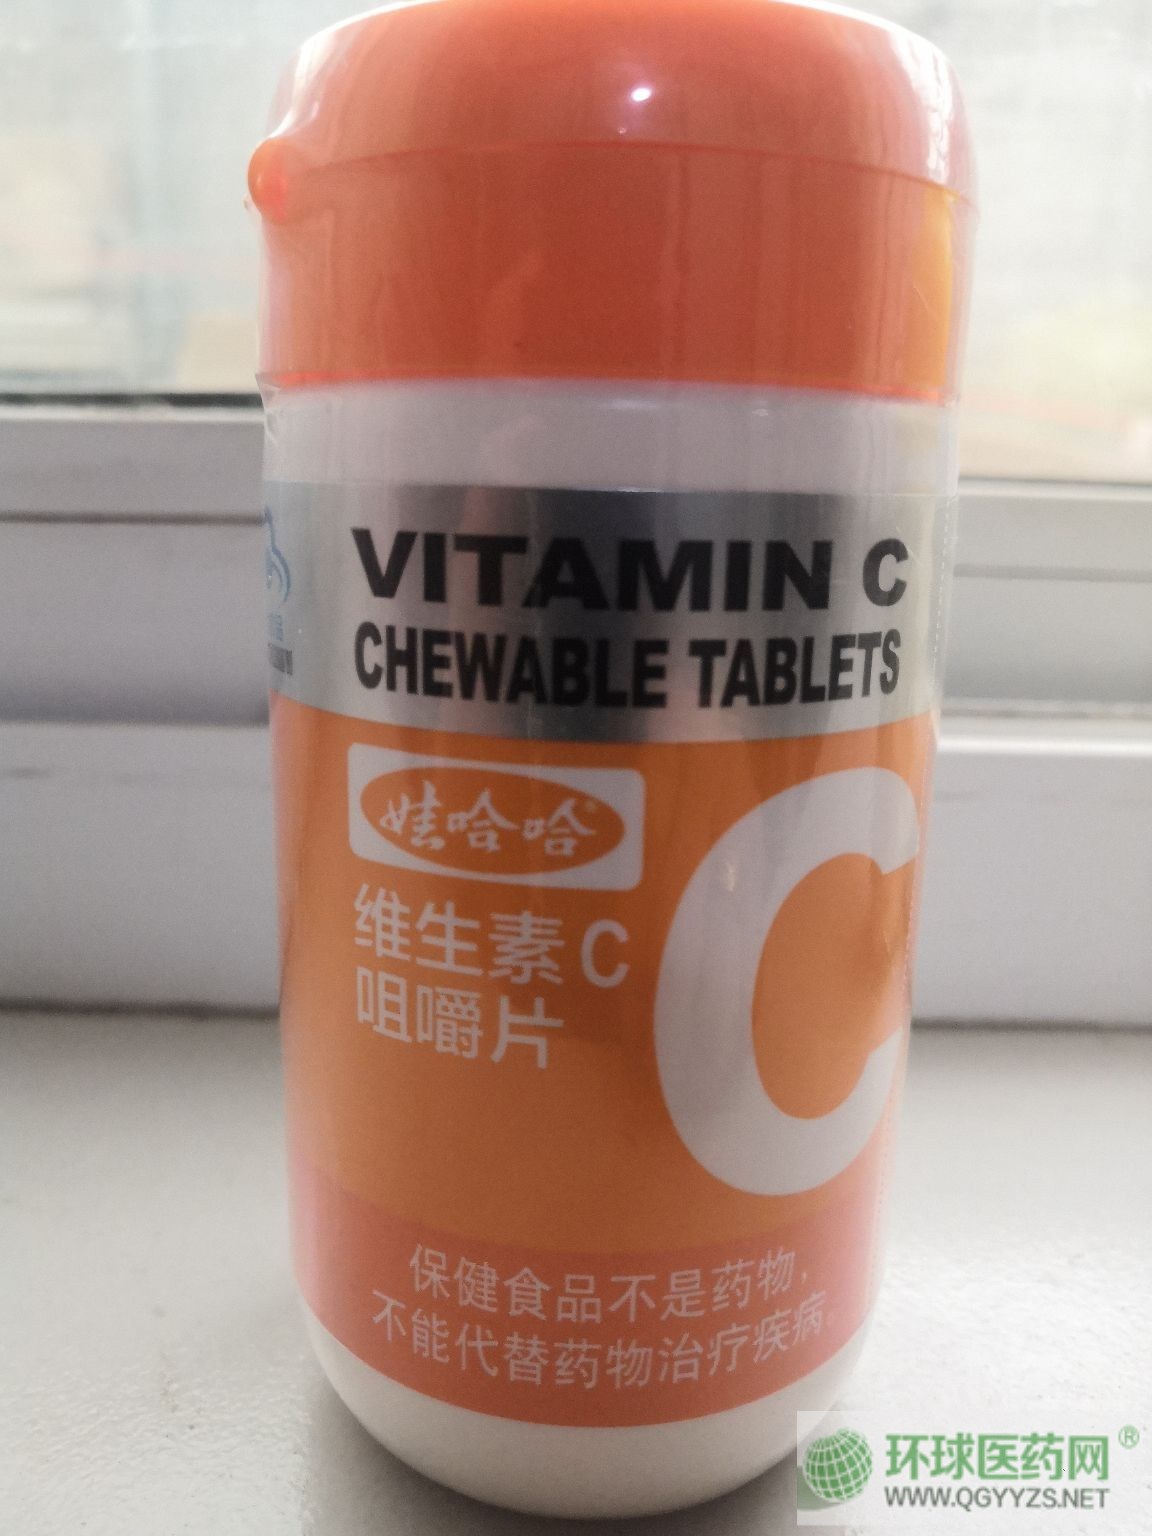 VITAMIN C
CHEWABLE TABLETS
娃哈哈®
维生素C
咀嚼片
C
保健食品不是药物，
不能代替药物治疗疾病。
环球医药网®
WWW.QGYYZS.NET